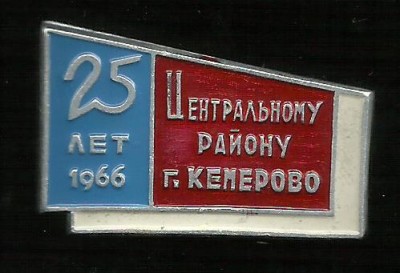 25
ЛЕТ
1966
ЦЕНТРАЛЬНОМУ
РАЙОНУ
Г. КЕМЕРОВО